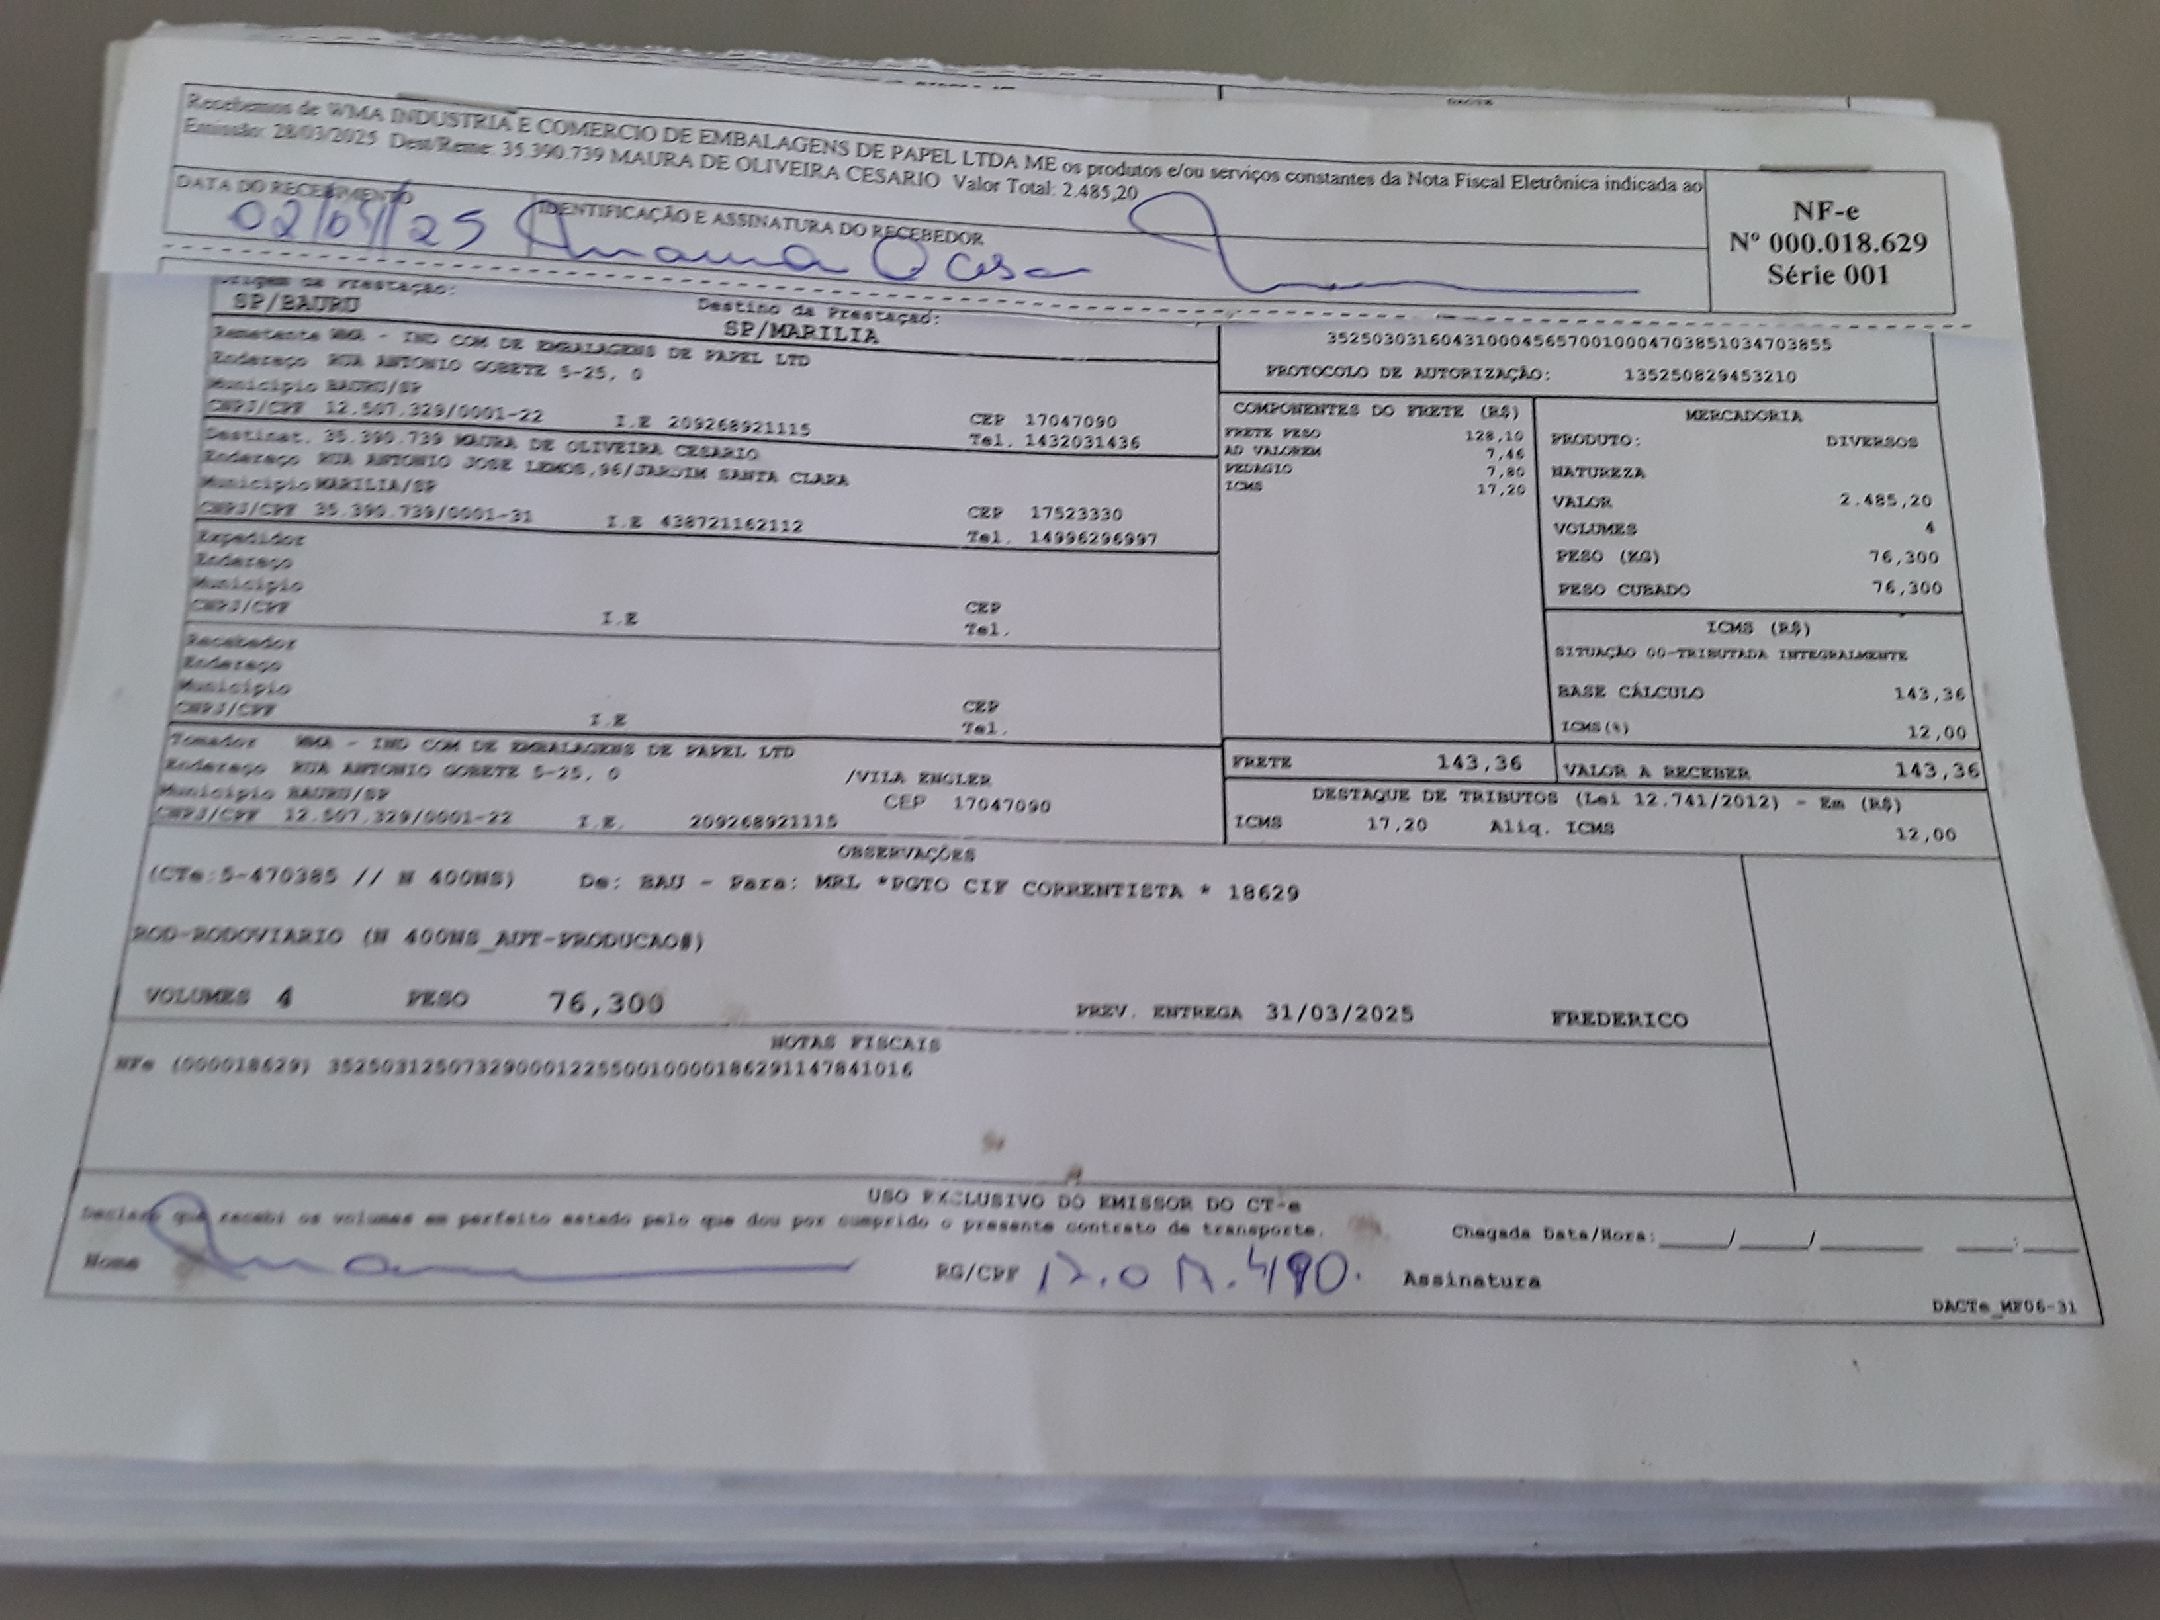 DACTE
Recebemos de WMA INDUSTRIA E COMERCIO DE EMBALAGENS DE PAPEL LTDA ME os produtos e/ou serviços constantes da Nota Fiscal Eletrônica indicada ao
Emissão: 28/03/2025 Dest/Reme: 35.390.739 MAURA DE OLIVEIRA CESARIO Valor Total: 2.485,20
DATA DO RECEBIMENTO
IDENTIFICAÇÃO E ASSINATURA DO RECEBEDOR
02/04/25
NF-e
Nº 000.018.629
Série 001
Origem da Prestação:
SP/BAURU
Destino da Prestação:
SP/MARILIA
Remetente WMA - IND COM DE EMBALAGENS DE PAPEL LTD
Endereço RUA ANTONIO GOBETE 5-25, 0
Município BAURU/SP
CNPJ/CPF 12.507.329/0001-22 I.E 209268921115 CEP 17047090
Tel. 1432031436
Destinat. 35.390.739 MAURA DE OLIVEIRA CESARIO
Endereço RUA ANTONIO JOSE LEMOS,96/JARDIM SANTA CLARA
Município MARILIA/SP
CNPJ/CPF 35.390.739/0001-31 I.E 438721162112 CEP 17523330
Tel. 14996296997
Expedidor
Endereço
Município
CNPJ/CPF I.E CEP
Tel.
Recebedor
Endereço
Município
CNPJ/CPF I.E CEP
Tel.
Tomador WMA - IND COM DE EMBALAGENS DE PAPEL LTD
Endereço RUA ANTONIO GOBETE 5-25, 0 /VILA ENGLER
Município BAURU/SP CEP 17047090
CNPJ/CPF 12.507.329/0001-22 I.E. 209268921115
35250303160431000456570010004703851034703855
PROTOCOLO DE AUTORIZAÇÃO: 135250829453210
COMPONENTES DO FRETE (R$)
FRETE PESO 128,10
AD VALOREM 7,46
PEDAGIO 7,80
ICMS 17,20
MERCADORIA
PRODUTO: DIVERSOS
NATUREZA
VALOR 2.485,20
VOLUMES 4
PESO (KG) 76,300
PESO CUBADO 76,300
ICMS (R$)
SITUAÇÃO 00-TRIBUTADA INTEGRALMENTE
BASE CÁLCULO 143,36
ICMS(%) 12,00
FRETE 143,36
VALOR A RECEBER 143,36
DESTAQUE DE TRIBUTOS (Lei 12.741/2012) - Em (R$)
ICMS 17,20 Aliq. ICMS 12,00
OBSERVAÇÕES
(CTe:5-470385 // N 400NS) De: BAU - Para: MRL *PGTO CIF CORRENTISTA * 18629
ROD-RODOVIARIO (N 400NS_AUT-PRODUCAO#)
VOLUMES 4 PESO 76,300 PREV. ENTREGA 31/03/2025 FREDERICO
NOTAS FISCAIS
NFe (000018629) 35250312507329000122550010000186291147841016
USO EXCLUSIVO DO EMISSOR DO CT-e
Declaro que recebi os volumes em perfeito estado pelo que dou por cumprido o presente contrato de transporte.
Chegada Data/Hora:_____/_____/_______ ____:____
Nome
RG/CPF
Assinatura
DACTe_MF06-31